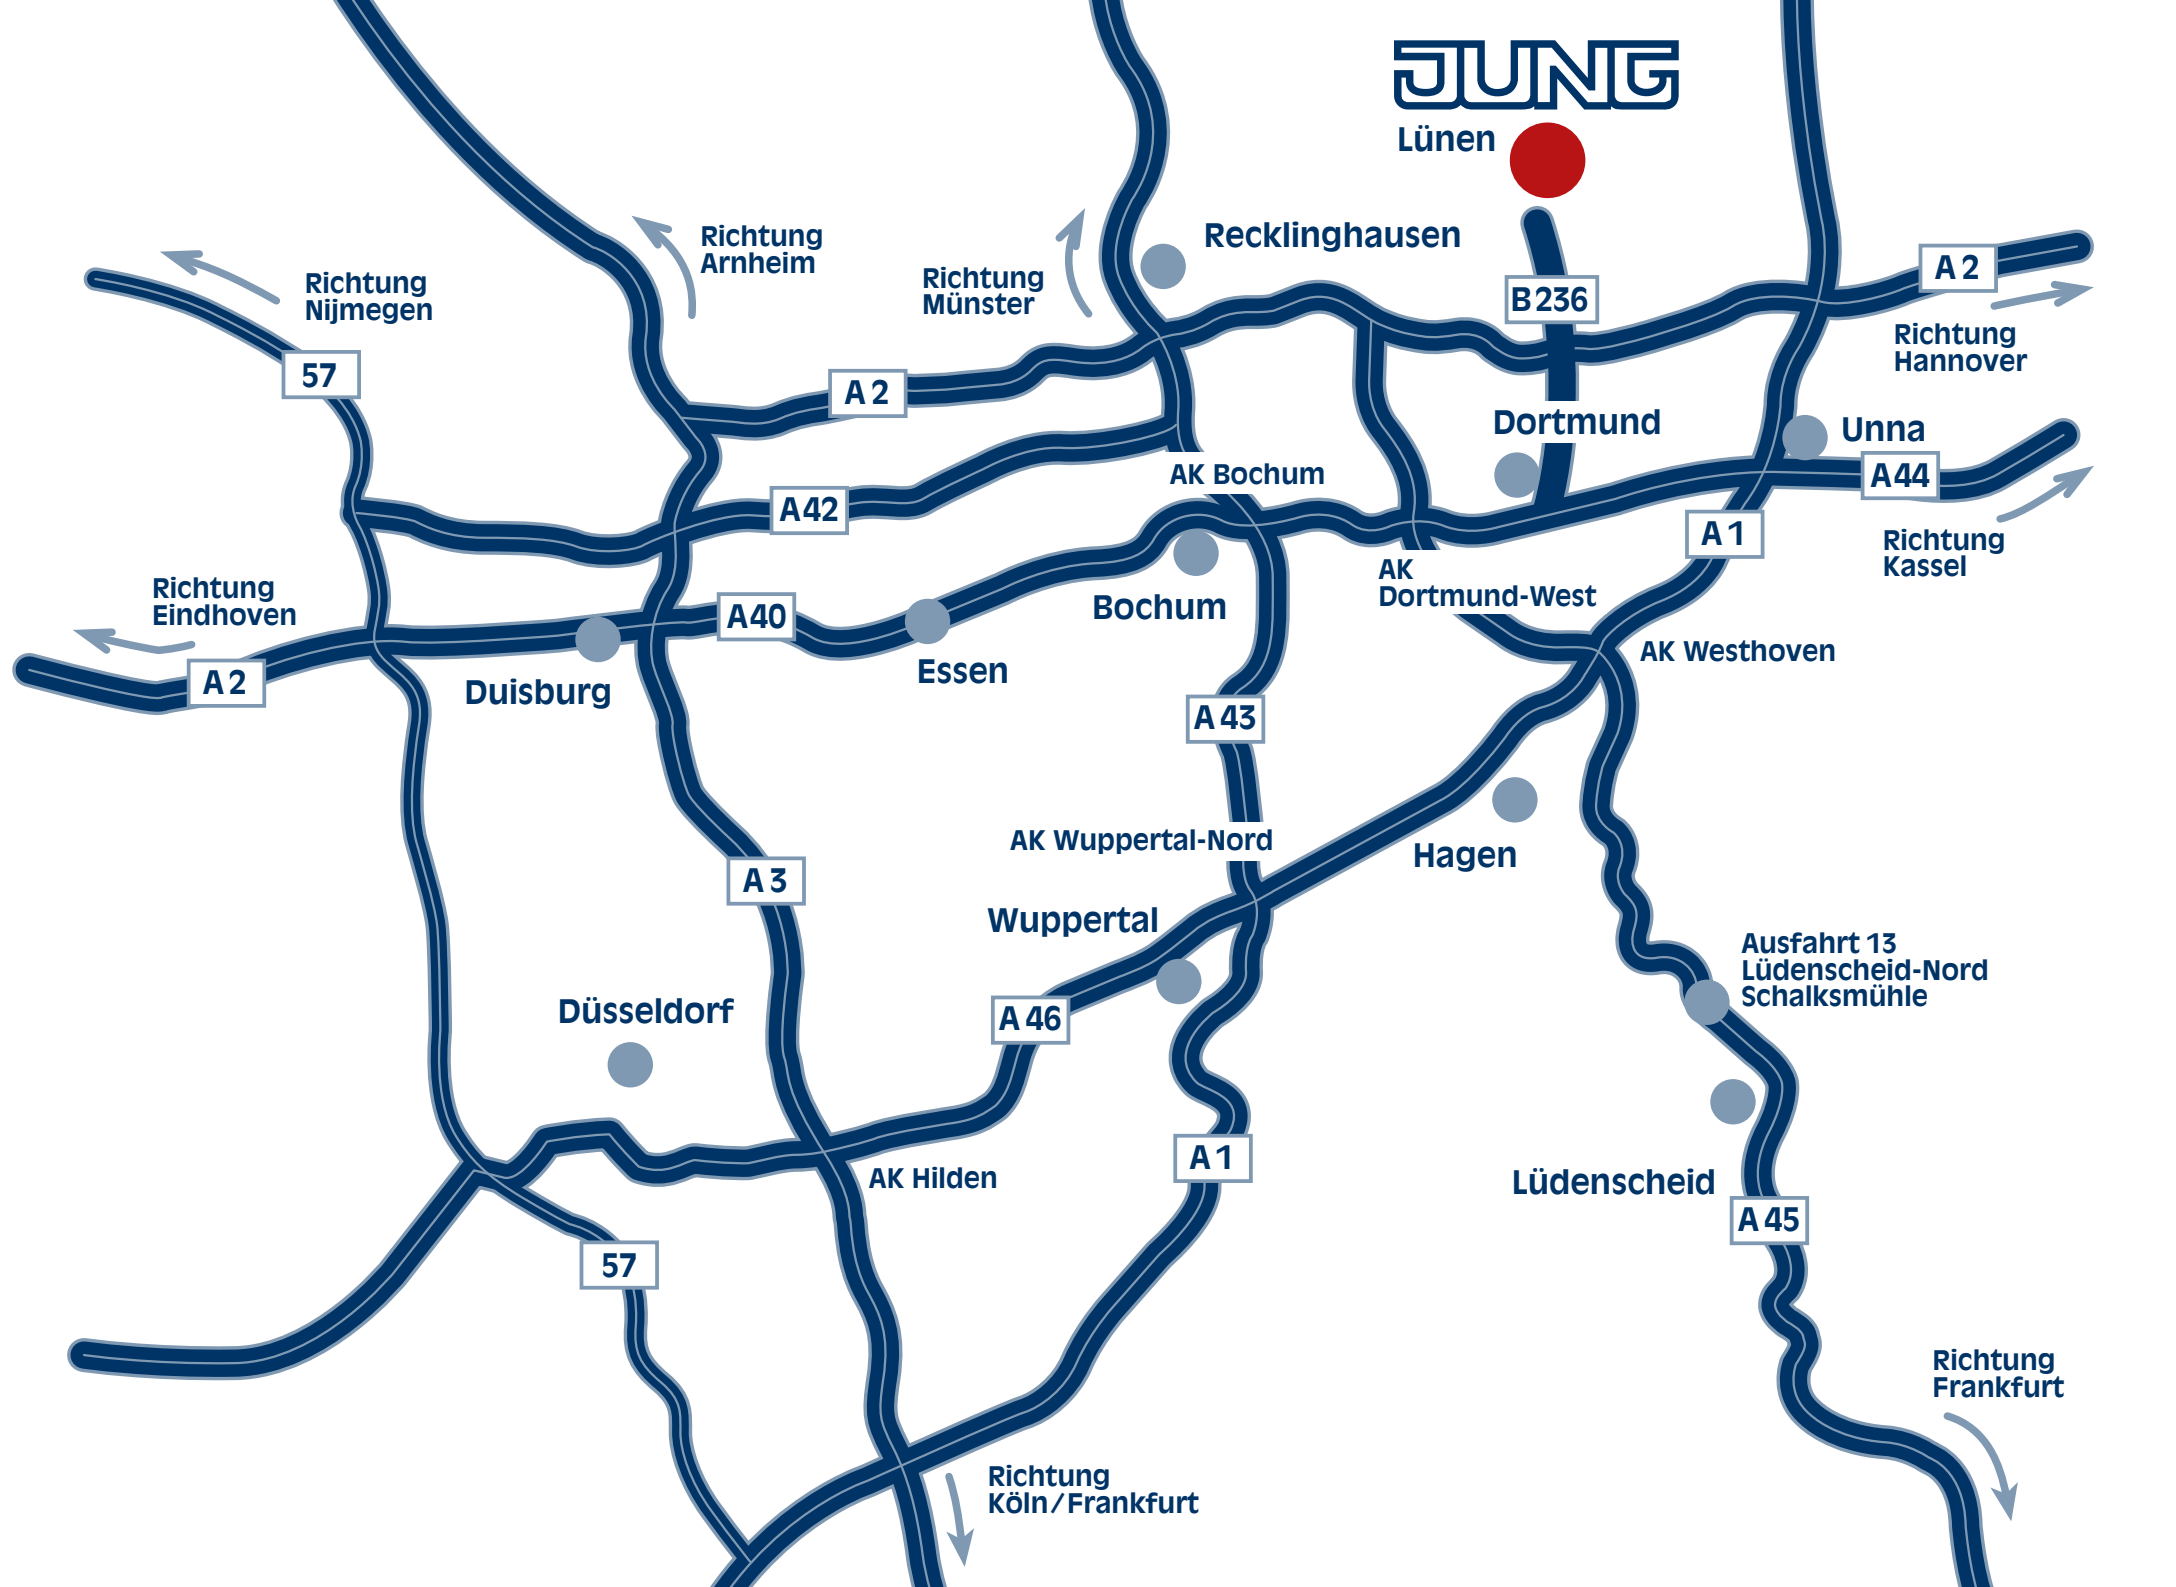 JUNG
Lünen
Recklinghausen
Richtung
Arnheim
Richtung
Münster
Richtung
Nijmegen
A 2
B 236
Richtung
Hannover
57
A 2
Dortmund
Unna
AK Bochum
A 44
A 42
A 1
Richtung
Kassel
AK
Dortmund-West
Richtung
Eindhoven
A 40
Bochum
AK Westhoven
Essen
A 2
Duisburg
A 43
AK Wuppertal-Nord
Hagen
A 3
Wuppertal
Ausfahrt 13
Lüdenscheid-Nord
Schalksmühle
Düsseldorf
A 46
A 1
AK Hilden
Lüdenscheid
A 45
57
Richtung
Frankfurt
Richtung
Köln/Frankfurt